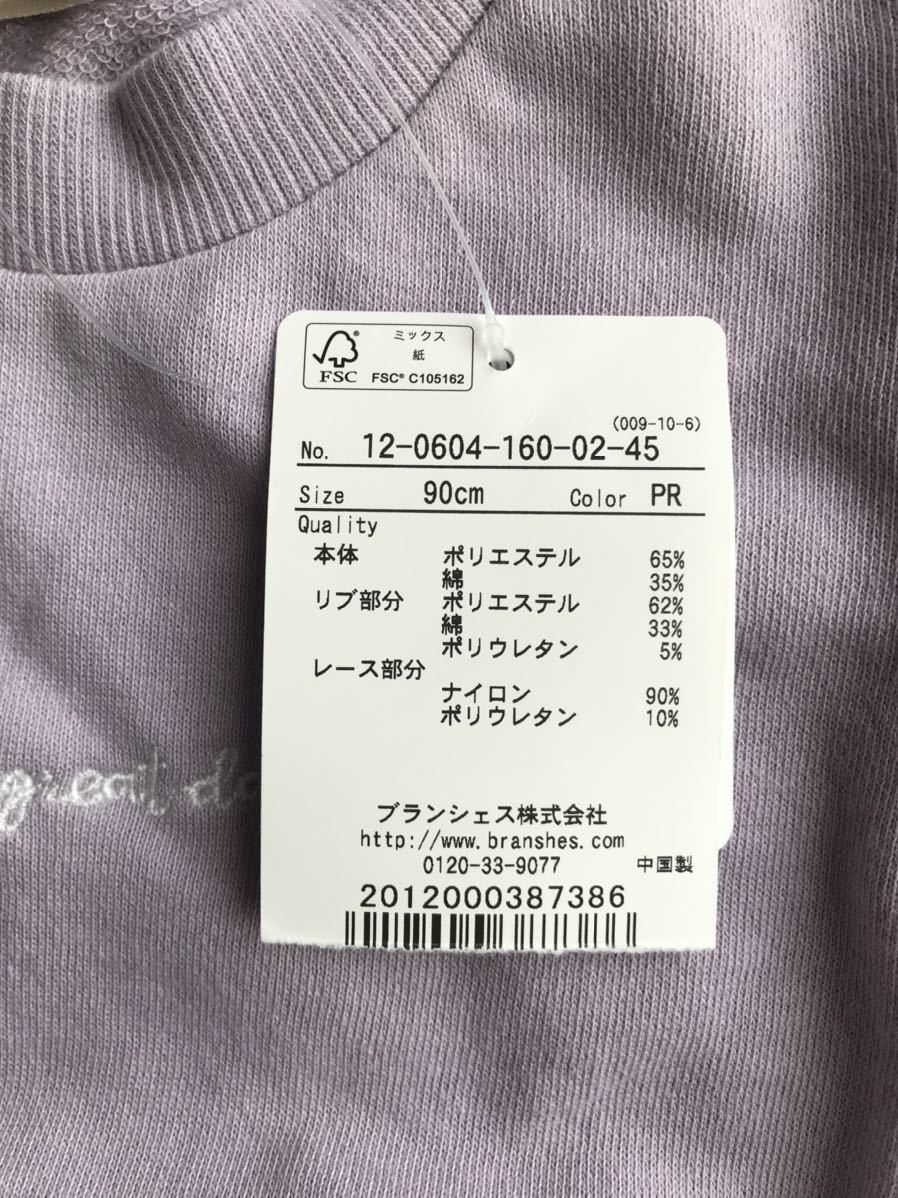 ミックス
紙
FSC® C105162
FSC
(009-10-6)
No. 12-0604-160-02-45
Size 90cm Color PR
Quality
本体 ポリエステル 65%
綿 35%
リブ部分 ポリエステル 62%
綿 33%
ポリウレタン 5%
レース部分
ナイロン 90%
ポリウレタン 10%
ブランシェス株式会社
http://www.branshes.com
0120-33-9077 中国製
2012000387386
great